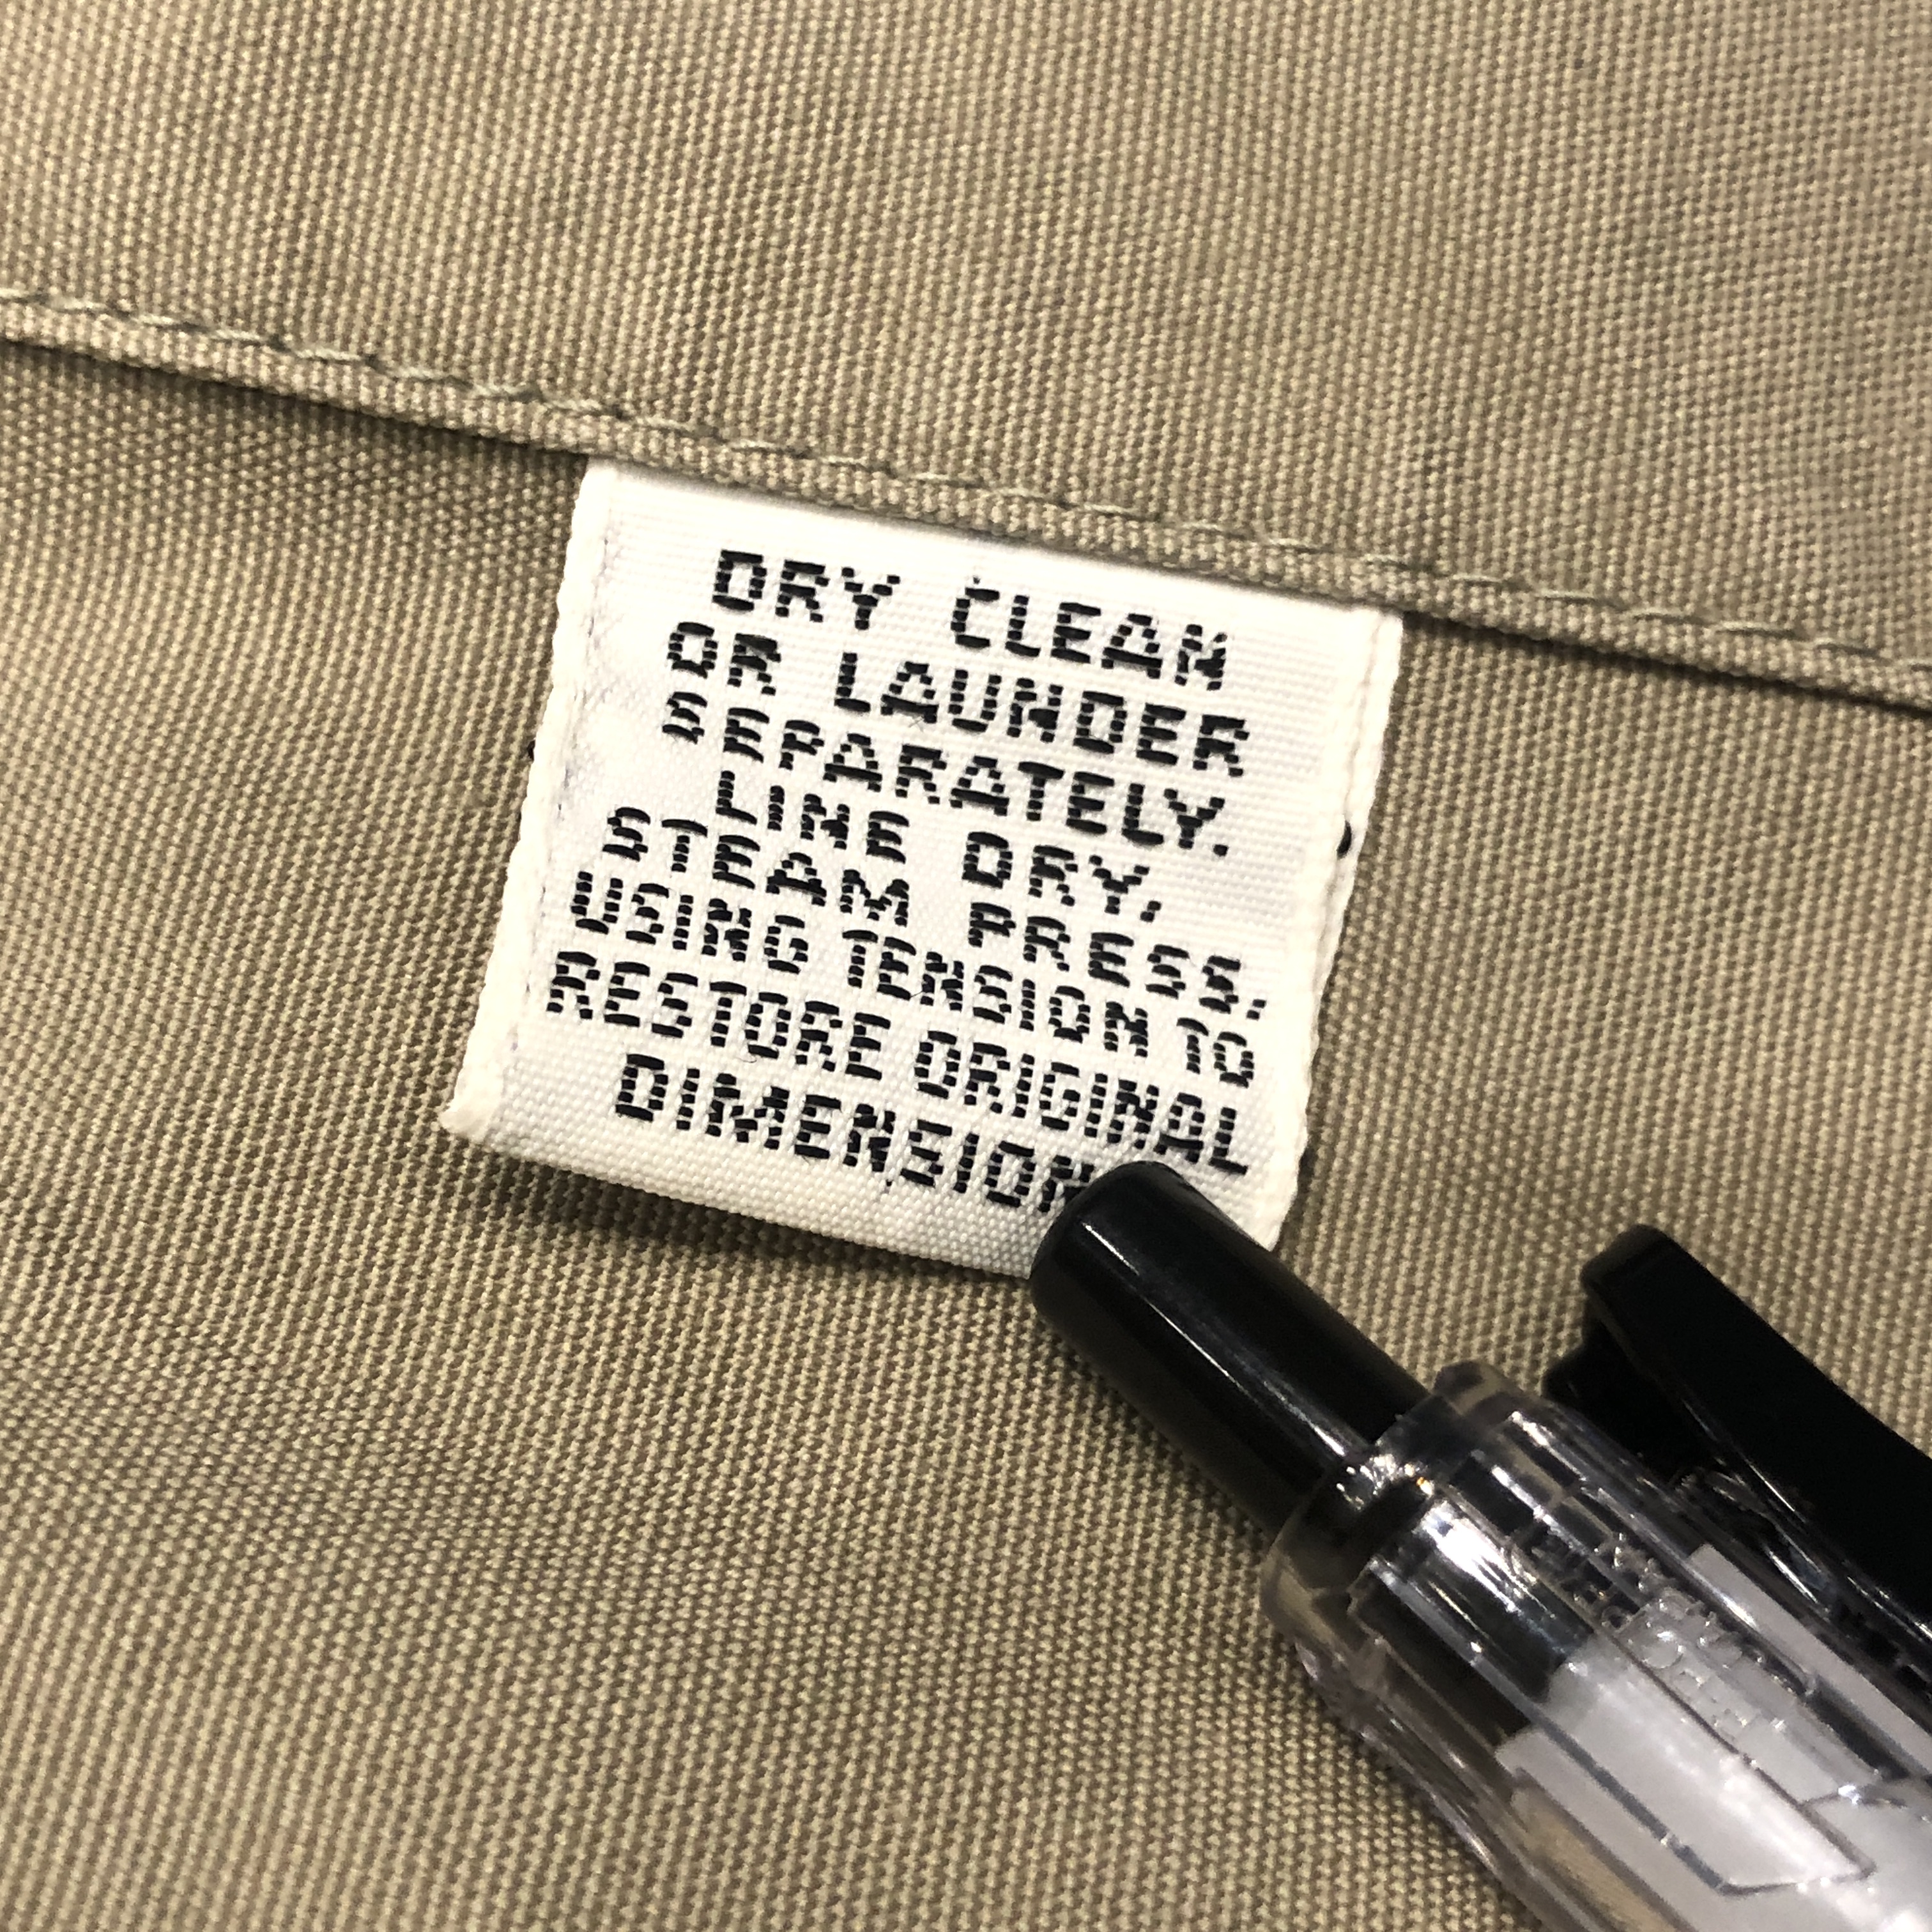 DRY CLEAN
OR LAUNDER
SEPARATELY.
LINE DRY.
STEAM PRESS.
USING TENSION TO
RESTORE ORIGINAL
DIMENSION